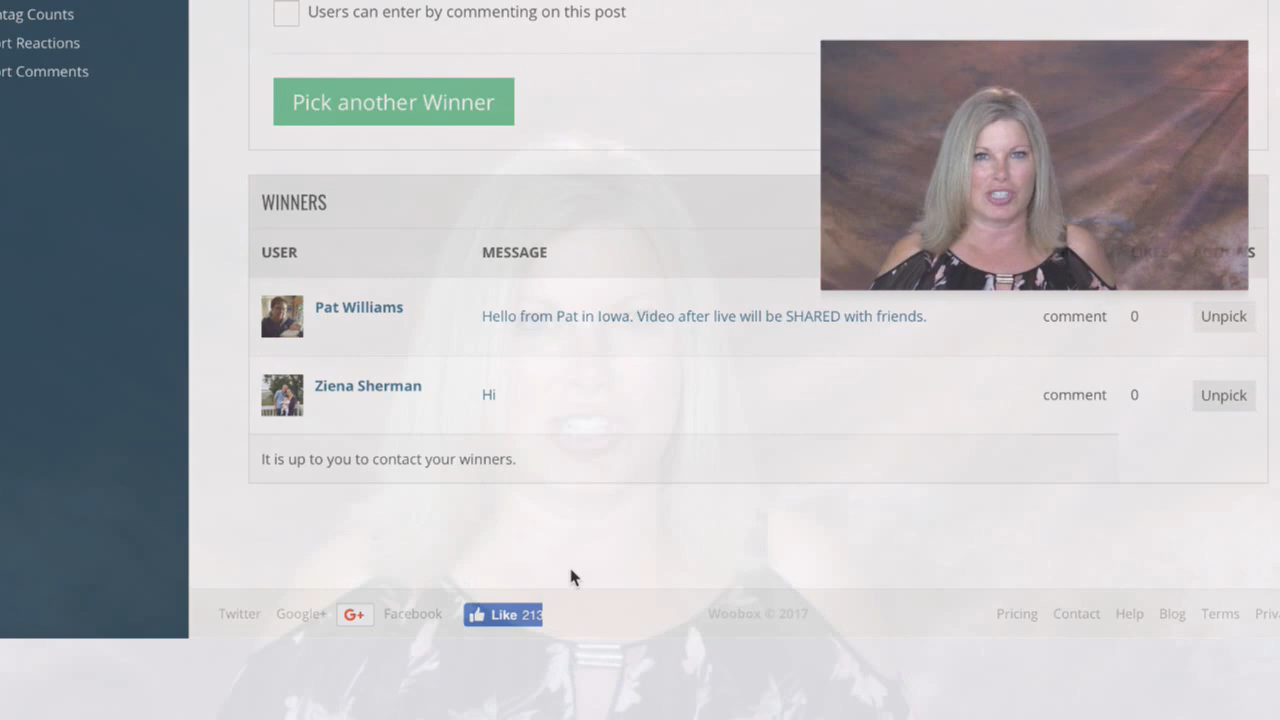 tag Counts
rt Reactions
rt Comments
Users can enter by commenting on this post
Pick another Winner
WINNERS
USER MESSAGE LIKES
Pat Williams
Hello from Pat in Iowa. Video after live will be SHARED with friends. comment 0 Unpick
Ziena Sherman
Hi comment 0 Unpick
It is up to you to contact your winners.
Twitter Google+ G+ Facebook Like 213 Woobox © 2017 Pricing Contact Help Blog Terms Priv